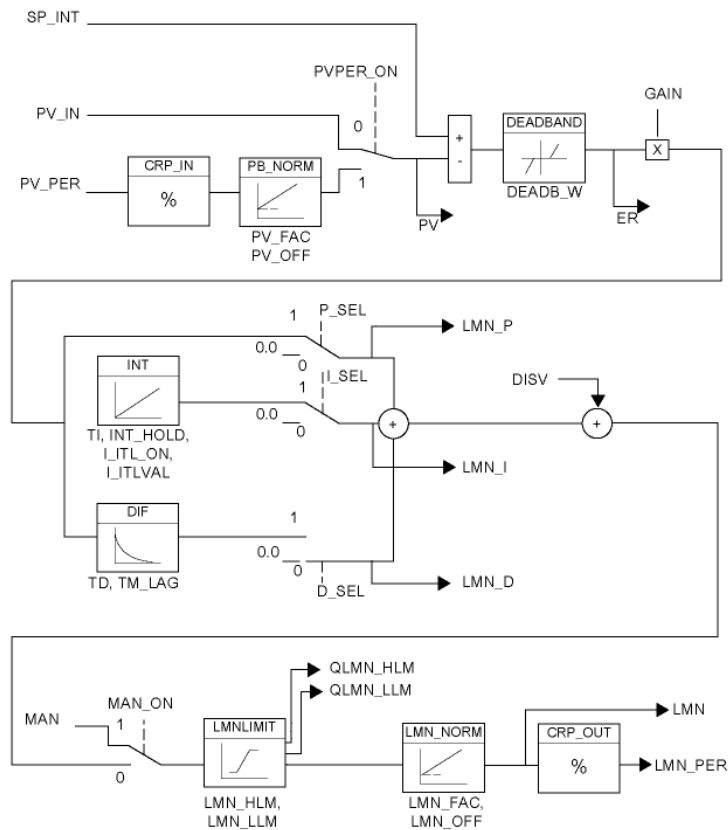 SP_INT
PVPER_ON
GAIN
PV_IN
0
DEADBAND
+
-
X
CRP_IN
PB_NORM
PV_PER
%
1
DEADB_W
PV_FAC
PV_OFF
PV
ER
P_SEL
1
LMN_P
0.0
0
INT
I_SEL
1
DISV
0.0
0
+
+
TI, INT_HOLD,
I_ITL_ON,
I_ITLVAL
LMN_I
DIF
1
0.0
0
TD, TM_LAG
D_SEL
LMN_D
QLMN_HLM
QLMN_LLM
MAN_ON
MAN
1
LMNLIMIT
LMN_NORM
CRP_OUT
LMN
0
%
LMN_PER
LMN_HLM,
LMN_LLM
LMN_FAC,
LMN_OFF